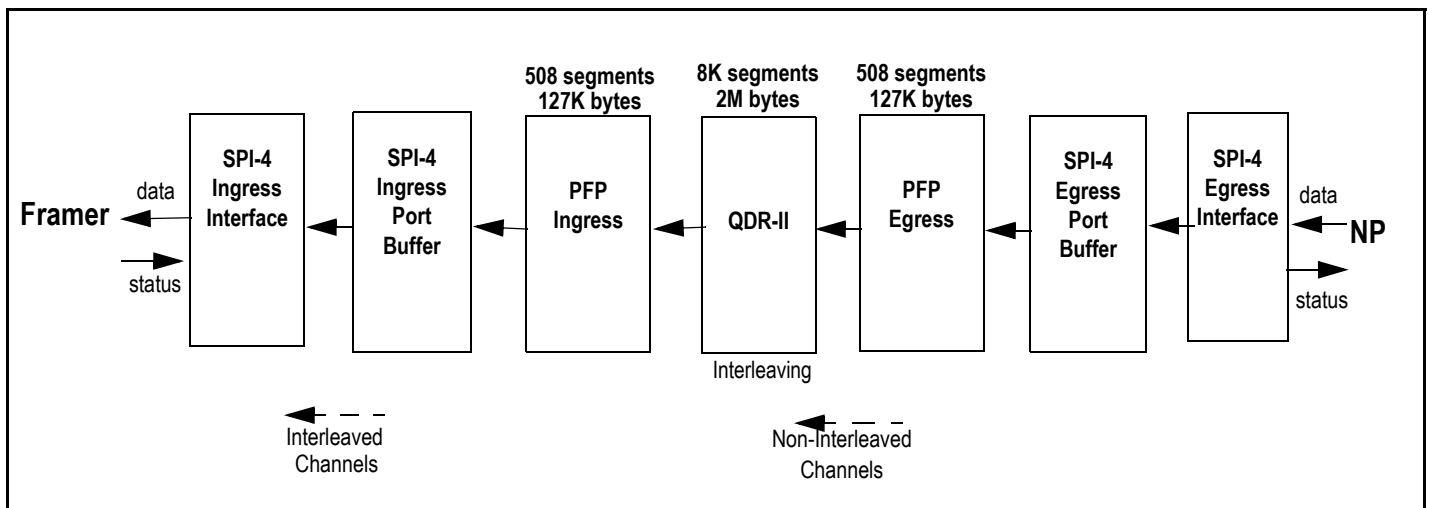 508 segments
127K bytes
8K segments
2M bytes
508 segments
127K bytes
Framer
data
status
SPI-4
Ingress
Interface
SPI-4
Ingress
Port
Buffer
PFP
Ingress
QDR-II
PFP
Egress
SPI-4
Egress
Port
Buffer
SPI-4
Egress
Interface
data
NP
status
Interleaving
Interleaved
Channels
Non-Interleaved
Channels